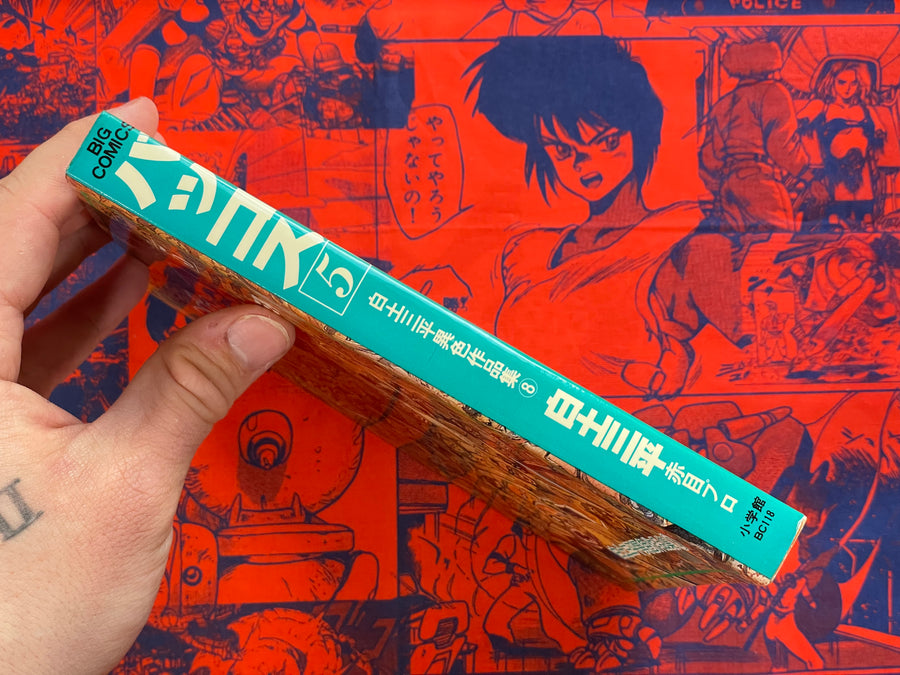 BIG
COMICS
バッコス
5
白土三平異色作品集⑧
白土三平
赤目プロ
小学館
BC118
POLICE
やってやろう
じゃないの!